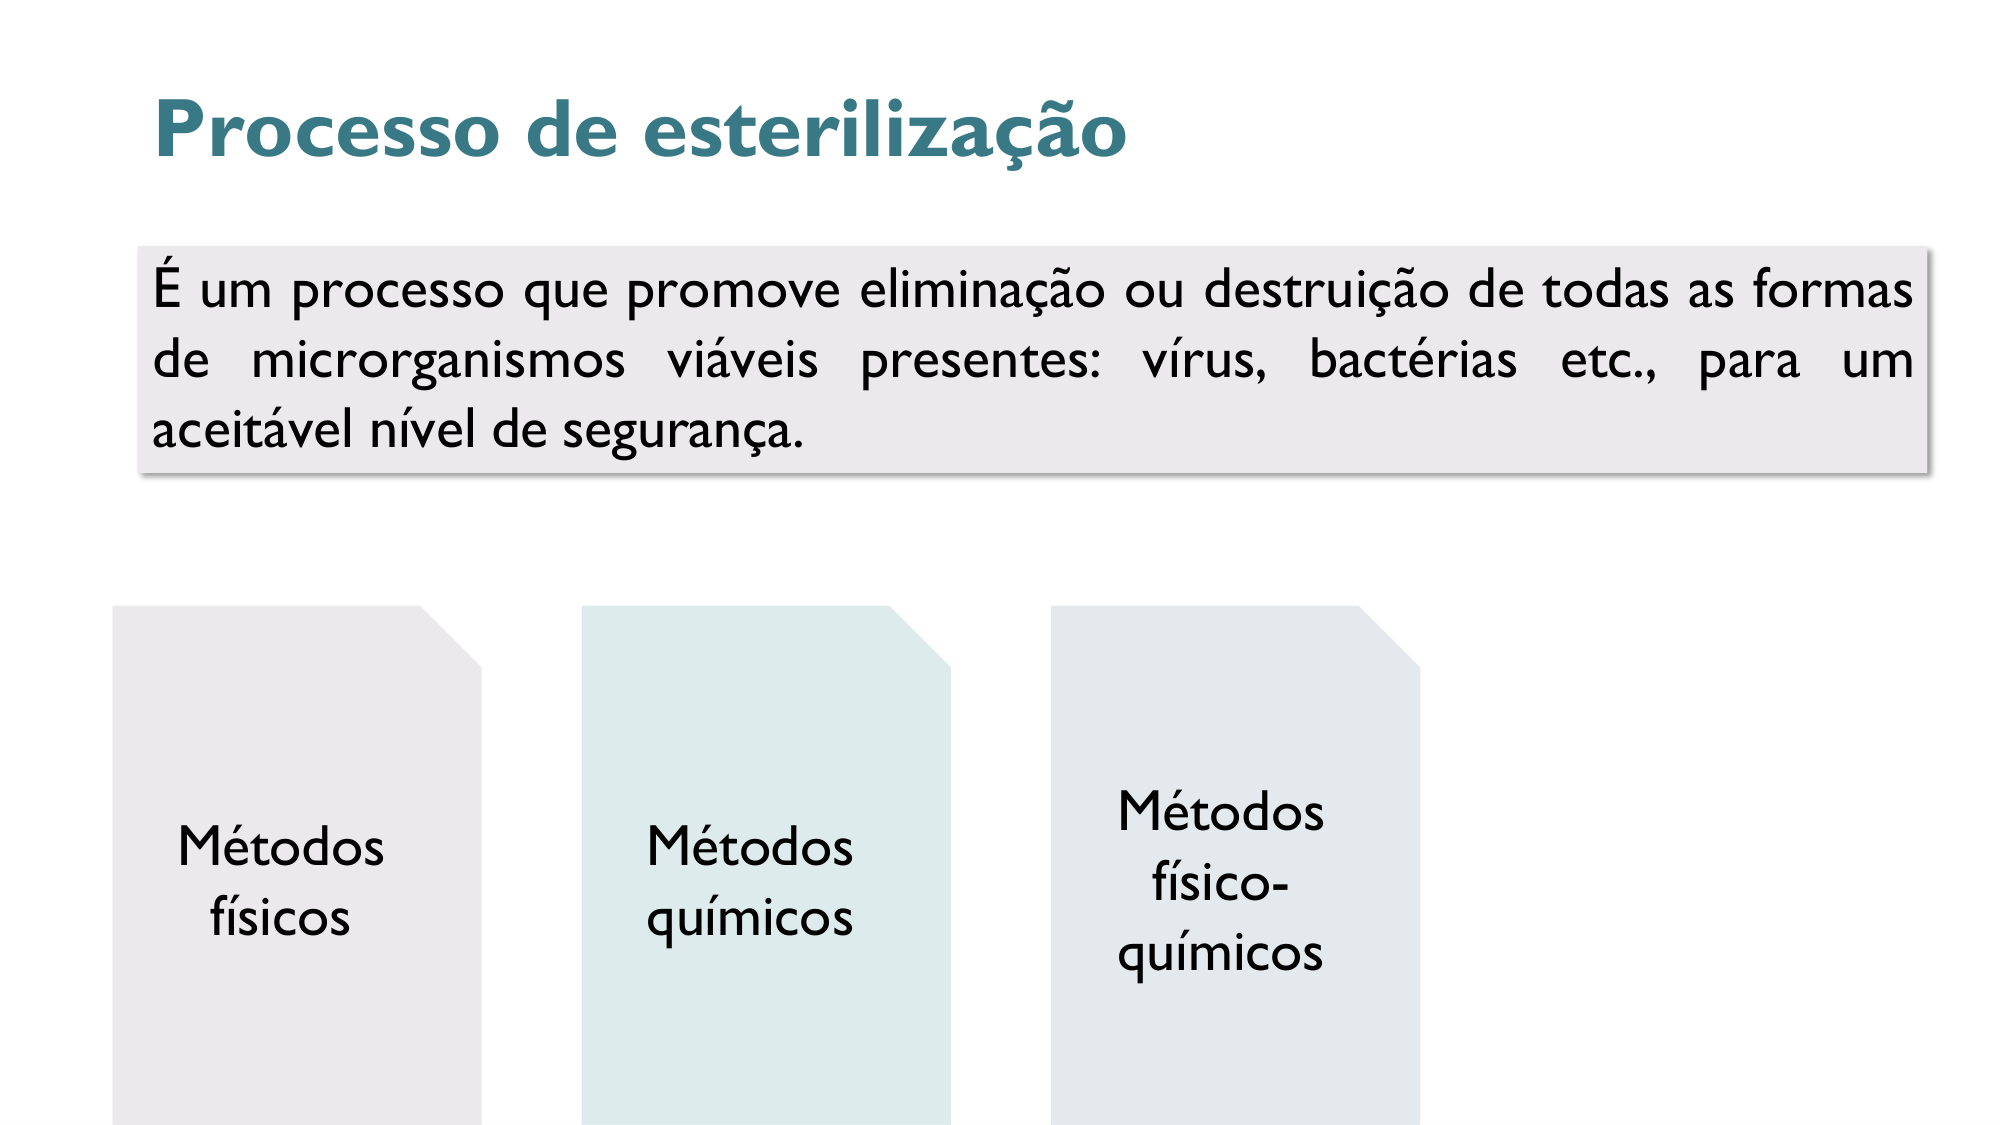 Processo de esterilização
É um processo que promove eliminação ou destruição de todas as formas
de microrganismos viáveis presentes: vírus, bactérias etc., para um
aceitável nível de segurança.
Métodos
físicos
Métodos
químicos
Métodos
físico-
químicos